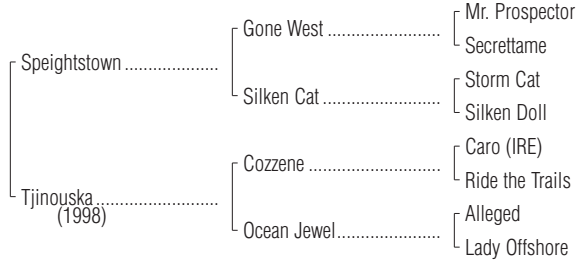 Mr. Prospector
Gone West ......................
Secrettame
Speightstown ...................
Storm Cat
Silken Cat ........................
Silken Doll
Caro (IRE)
Cozzene ..........................
Ride the Trails
Tjinouska.........................
(1998)
Alleged
Ocean Jewel.....................
Lady Offshore